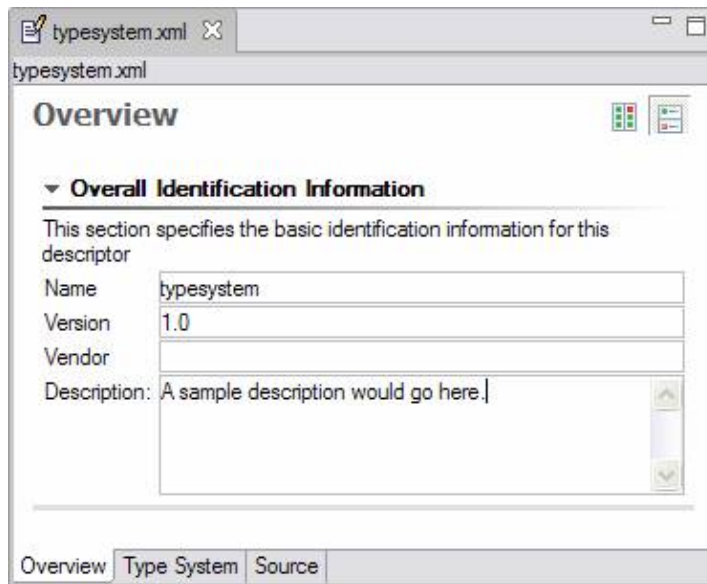 typesystem.xml
typesystem.xml
Overview
Overall Identification Information
This section specifies the basic identification information for this
descriptor
Name typesystem
Version 1.0
Vendor
Description: A sample description would go here.
Overview Type System Source